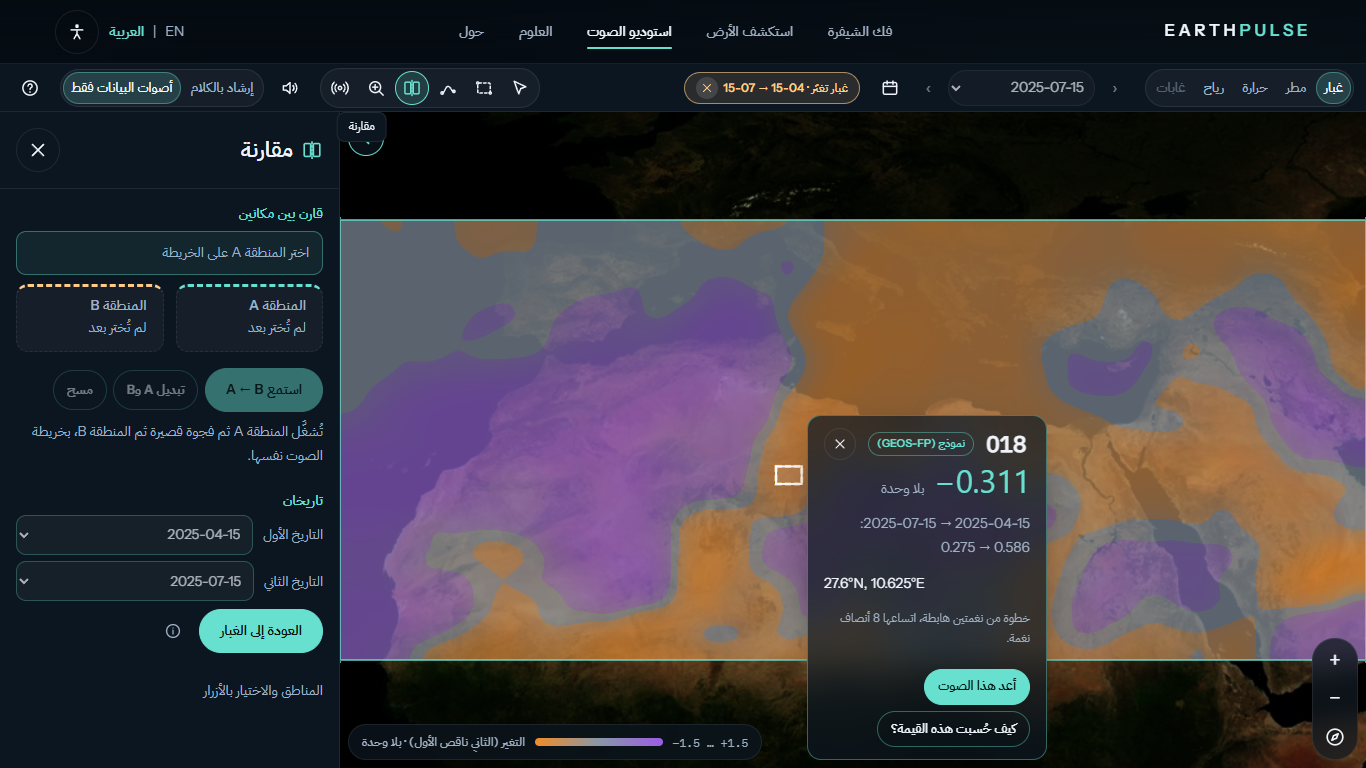 EARTHPULSE
فك الشيفرة
استكشف الأرض
استوديو الصوت
العلوم
حول
العربية | EN
غبار
مطر
حرارة
رياح
غابات
2025-07-15
غبار تغيّر · 04-15 → 07-15
إرشاد بالكلام
أصوات البيانات فقط
مقارنة
مقارنة
قارن بين مكانين
اختر المنطقة A على الخريطة
المنطقة A
لم تُختر بعد
المنطقة B
لم تُختر بعد
استمع A ← B
تبديل A وB
مسح
تُشغَّل المنطقة A ثم فجوة قصيرة ثم المنطقة B، بخريطة
الصوت نفسها.
تاريخان
التاريخ الأول
2025-04-15
التاريخ الثاني
2025-07-15
العودة إلى الغبار
المناطق والاختيار بالأزرار
018
نموذج (GEOS-FP)
−0.311 بلا وحدة
2025-04-15 → 2025-07-15:
0.586 → 0.275
27.6°N, 10.625°E
خطوة من نغمتين هابطة، اتساعها 8 أنصاف
نغمة.
أعد هذا الصوت
كيف حُسبت هذه القيمة؟
التغير (الثاني ناقص الأول) · بلا وحدة
−1.5 … +1.5